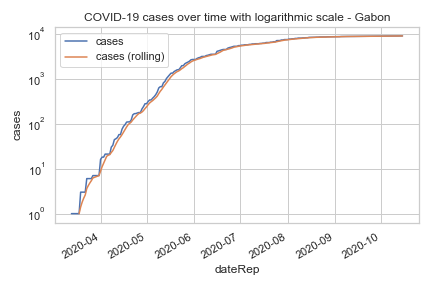 COVID-19 cases over time with logarithmic scale - Gabon
cases
cases (rolling)
10⁴
10³
10²
10¹
10⁰
cases
2020-04
2020-05
2020-06
2020-07
2020-08
2020-09
2020-10
dateRep